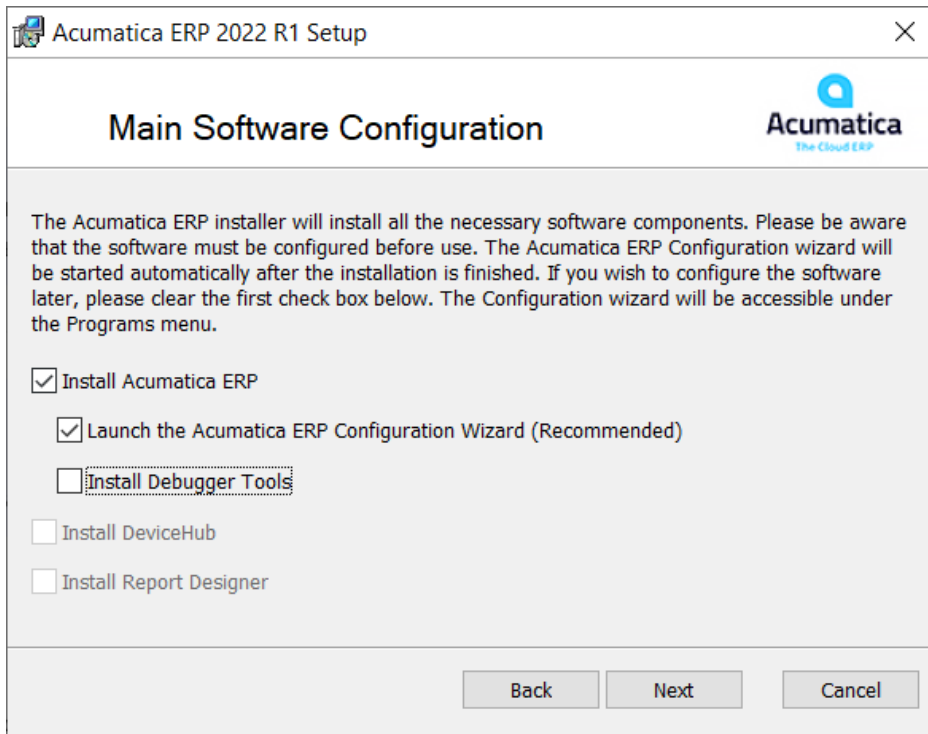 Acumatica ERP 2022 R1 Setup
Main Software Configuration
Acumatica
The Cloud ERP
The Acumatica ERP installer will install all the necessary software components. Please be aware
that the software must be configured before use. The Acumatica ERP Configuration wizard will
be started automatically after the installation is finished. If you wish to configure the software
later, please clear the first check box below. The Configuration wizard will be accessible under
the Programs menu.
Install Acumatica ERP
Launch the Acumatica ERP Configuration Wizard (Recommended)
Install Debugger Tools
Install DeviceHub
Install Report Designer
Back
Next
Cancel